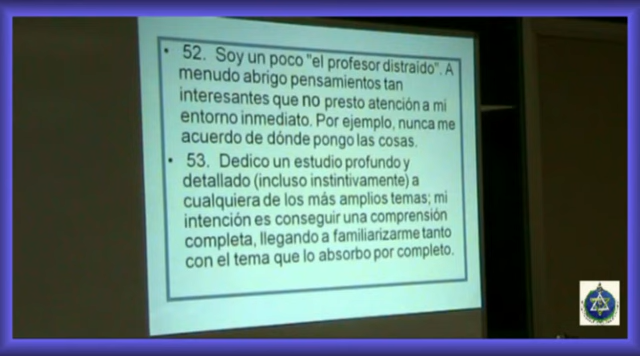 • 52. Soy un poco "el profesor distraído". A
menudo abrigo pensamientos tan
interesantes que no presto atención a mi
entorno inmediato. Por ejemplo, nunca me
acuerdo de dónde pongo las cosas.
• 53. Dedico un estudio profundo y
detallado (incluso instintivamente) a
cualquiera de los más amplios temas; mi
intención es conseguir una comprensión
completa, llegando a familiarizarme tanto
con el tema que lo absorbo por completo.